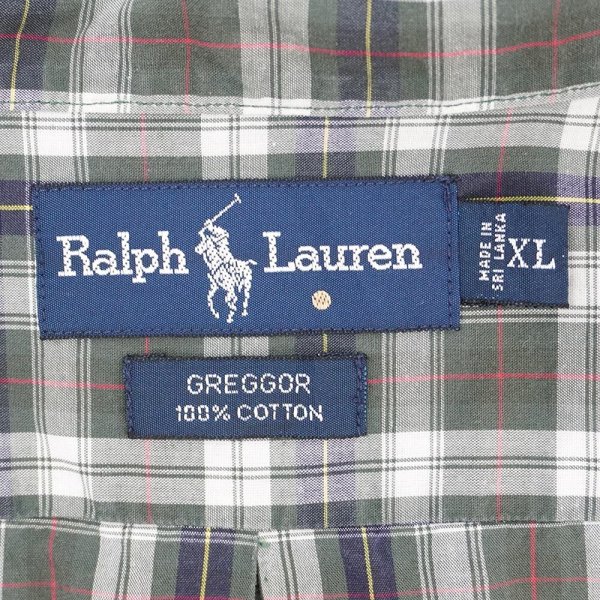 Ralph Lauren
MADE IN
SRI LANKA
XL
GREGGOR
100% COTTON